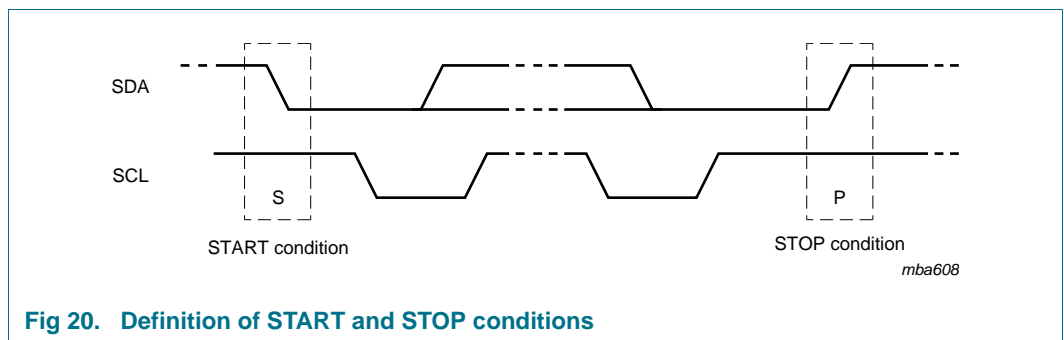 SDA
SCL
S
P
START condition
STOP condition
mba608
Fig 20. Definition of START and STOP conditions